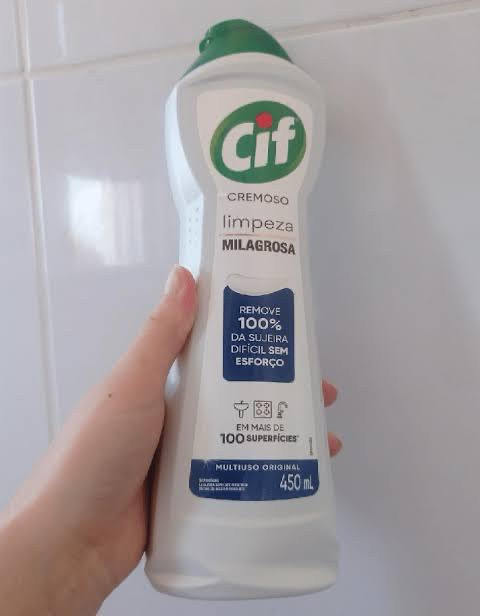 Cif
CREMOSO
limpeza
MILAGROSA
REMOVE
100%
DA SUJEIRA
DIFÍCIL SEM
ESFORÇO
EM MAIS DE
100 SUPERFÍCIES*
MULTIUSO ORIGINAL
450 mL